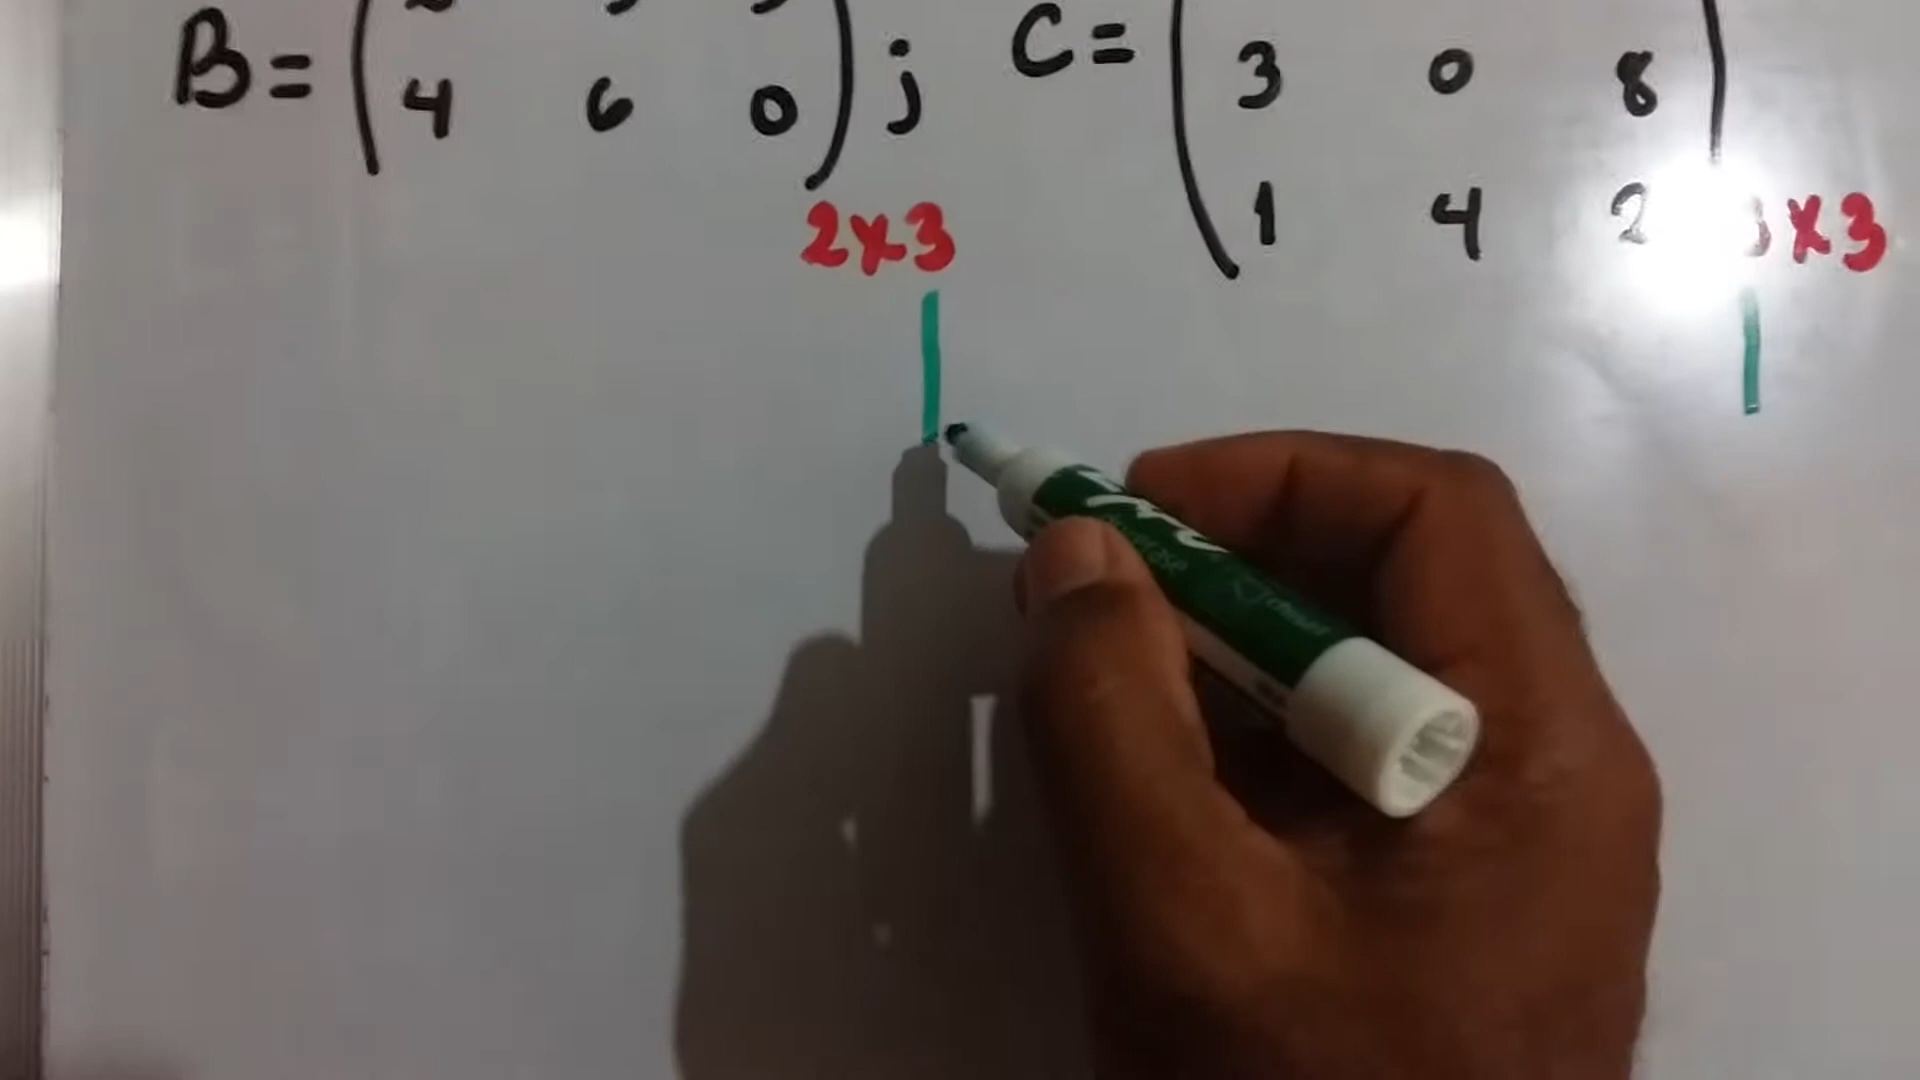 B = ( 4 6 0 ) ; C = ( 3 0 8
1 4 2 )
2x3 3x3